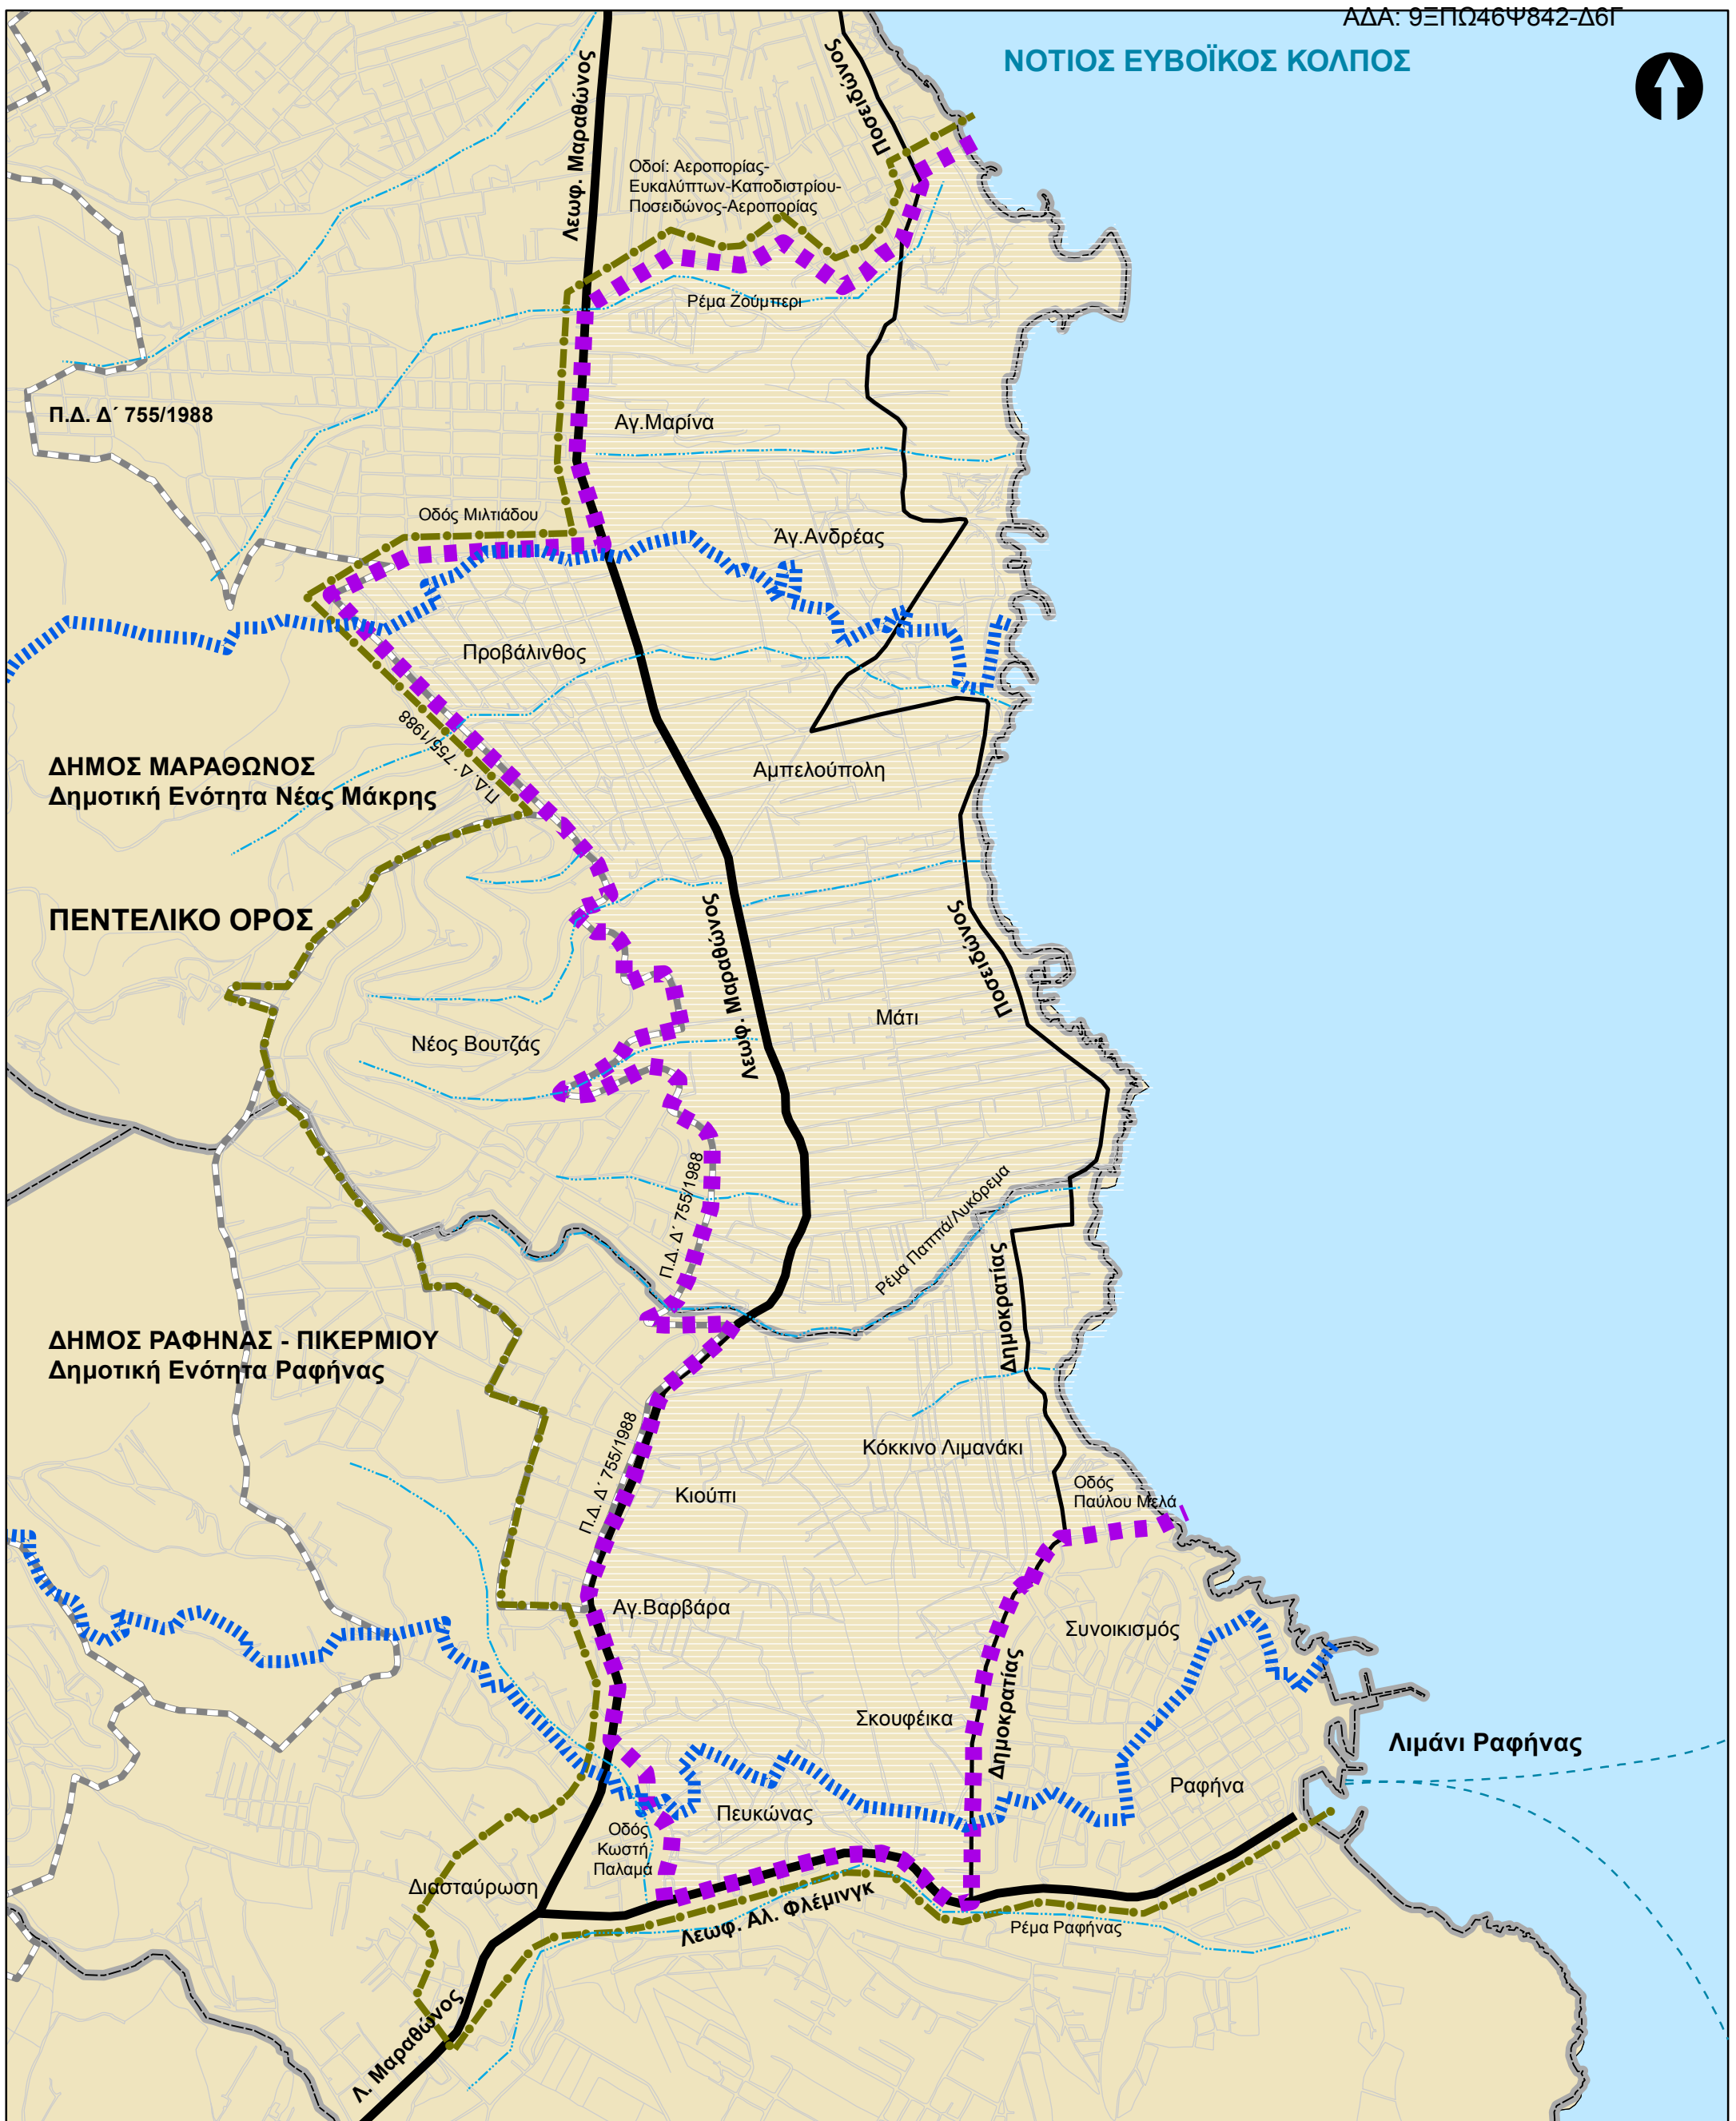 ΑΔΑ: 9ΞΠΩ46Ψ842-Δ6Γ
ΝΟΤΙΟΣ ΕΥΒΟΪΚΟΣ ΚΟΛΠΟΣ
Ποσειδώνος
Λεωφ. Μαραθώνος
Οδοί: Αεροπορίας-
Ευκαλύπτων-Καποδιστρίου-
Ποσειδώνος-Αεροπορίας
Ρέμα Ζούμπερι
Π.Δ. Δ΄ 755/1988
Αγ.Μαρίνα
Οδός Μιλτιάδου
Άγ.Ανδρέας
Προβάλινθος
Π.Δ. Δ΄ 755/1988
ΔΗΜΟΣ ΜΑΡΑΘΩΝΟΣ
Δημοτική Ενότητα Νέας Μάκρης
Αμπελούπολη
ΠΕΝΤΕΛΙΚΟ ΟΡΟΣ
Λεωφ. Μαραθώνος
Ποσειδώνος
Μάτι
Νέος Βουτζάς
Π.Δ. Δ΄ 755/1988
Ρέμα Παππά/Λυκόρεμα
Δημοκρατίας
ΔΗΜΟΣ ΡΑΦΗΝΑΣ - ΠΙΚΕΡΜΙΟΥ
Δημοτική Ενότητα Ραφήνας
Π.Δ. Δ΄ 755/1988
Κόκκινο Λιμανάκι
Κιούπι
Οδός
Παύλου Μελά
Αγ.Βαρβάρα
Συνοικισμός
Δημοκρατίας
Σκουφέικα
Λιμάνι Ραφήνας
Ραφήνα
Πευκώνας
Οδός
Κωστή
Παλαμά
Διασταύρωση
Λεωφ. Αλ. Φλέμινγκ
Ρέμα Ραφήνας
Λ. Μαραθώνος